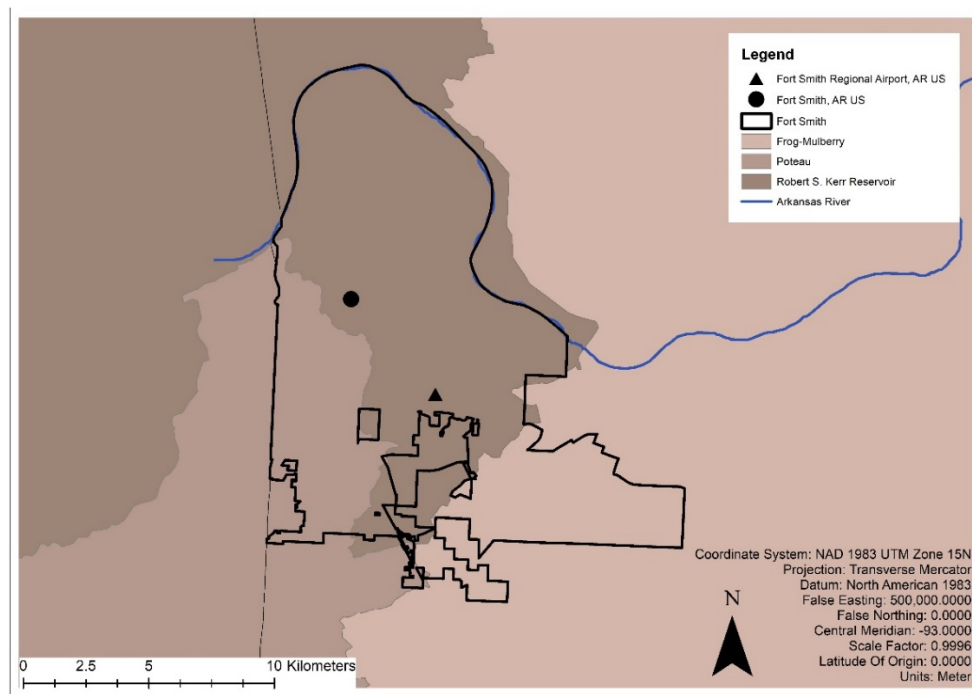 Legend
Fort Smith Regional Airport, AR US
Fort Smith, AR US
Fort Smith
Frog-Mulberry
Poteau
Robert S. Kerr Reservoir
Arkansas River
Coordinate System: NAD 1983 UTM Zone 15N
Projection: Transverse Mercator
Datum: North American 1983
False Easting: 500,000.0000
False Northing: 0.0000
Central Meridian: -93.0000
Scale Factor: 0.9996
Latitude Of Origin: 0.0000
Units: Meter
N
0 2.5 5 10 Kilometers